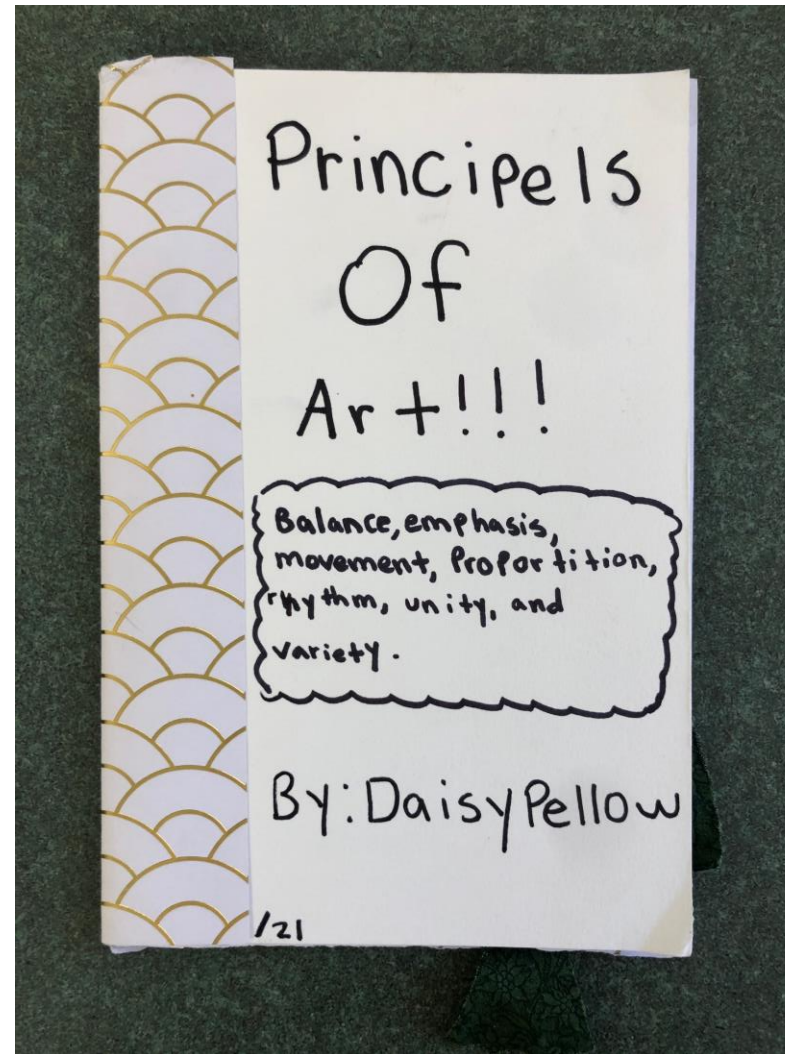 Principels
Of
Art!!!
Balance, emphasis,
movement, Proportition,
rhythm, unity, and
variety.
By: Daisy Pellow
/21